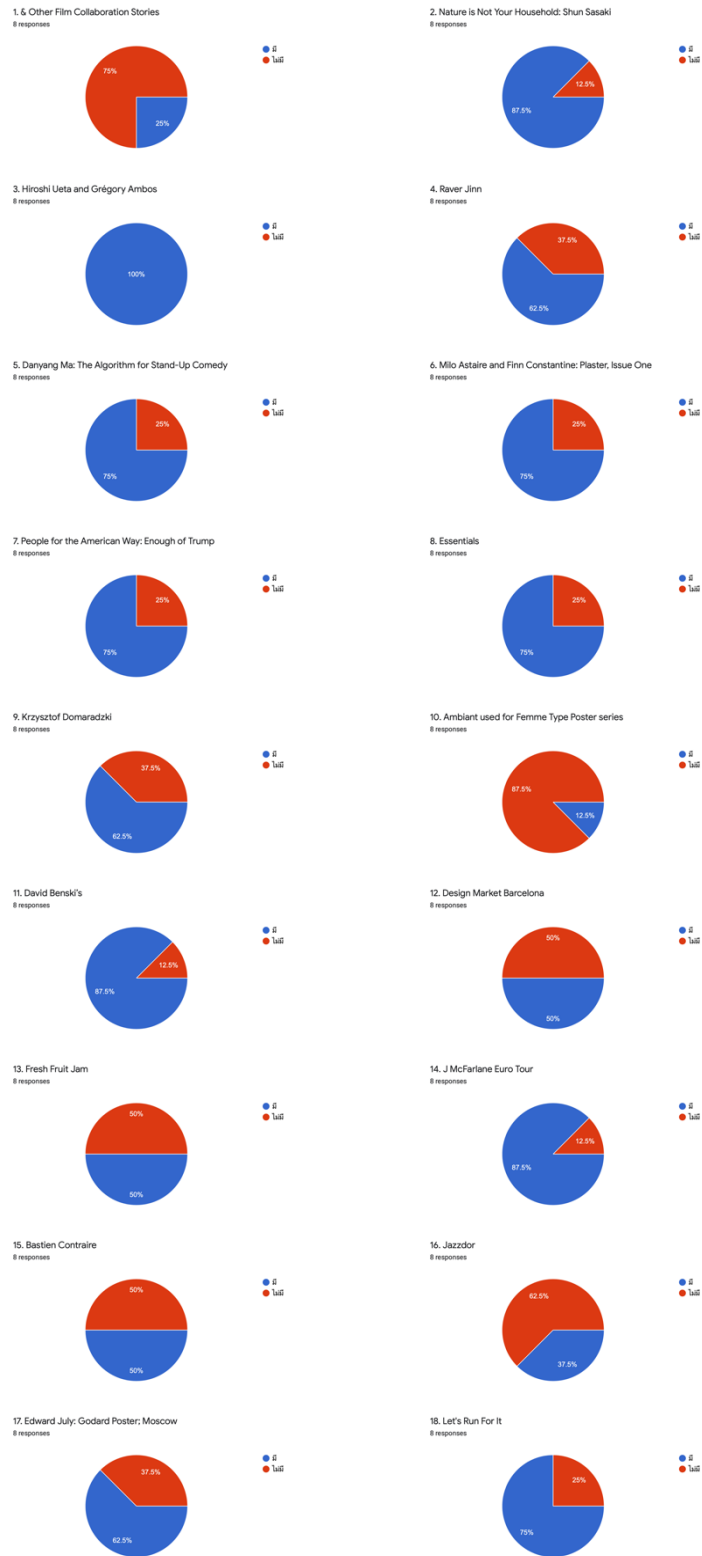 1. & Other Film Collaboration Stories
8 responses
75%
25%
มี
ไม่มี
2. Nature is Not Your Household: Shun Sasaki
8 responses
87.5%
12.5%
มี
ไม่มี
3. Hiroshi Ueta and Grégory Ambos
8 responses
100%
มี
ไม่มี
4. Raver Jinn
8 responses
37.5%
62.5%
มี
ไม่มี
5. Danyang Ma: The Algorithm for Stand-Up Comedy
8 responses
25%
75%
มี
ไม่มี
6. Milo Astaire and Finn Constantine: Plaster, Issue One
8 responses
25%
75%
มี
ไม่มี
7. People for the American Way: Enough of Trump
8 responses
25%
75%
มี
ไม่มี
8. Essentials
8 responses
25%
75%
มี
ไม่มี
9. Krzysztof Domaradzki
8 responses
37.5%
62.5%
มี
ไม่มี
10. Ambiant used for Femme Type Poster series
8 responses
87.5%
12.5%
มี
ไม่มี
11. David Benski's
8 responses
12.5%
87.5%
มี
ไม่มี
12. Design Market Barcelona
8 responses
50%
50%
มี
ไม่มี
13. Fresh Fruit Jam
8 responses
50%
50%
มี
ไม่มี
14. J McFarlane Euro Tour
8 responses
12.5%
87.5%
มี
ไม่มี
15. Bastien Contraire
8 responses
50%
50%
มี
ไม่มี
16. Jazzdor
8 responses
62.5%
37.5%
มี
ไม่มี
17. Edward July: Godard Poster; Moscow
8 responses
37.5%
62.5%
มี
ไม่มี
18. Let's Run For It
8 responses
25%
75%
มี
ไม่มี